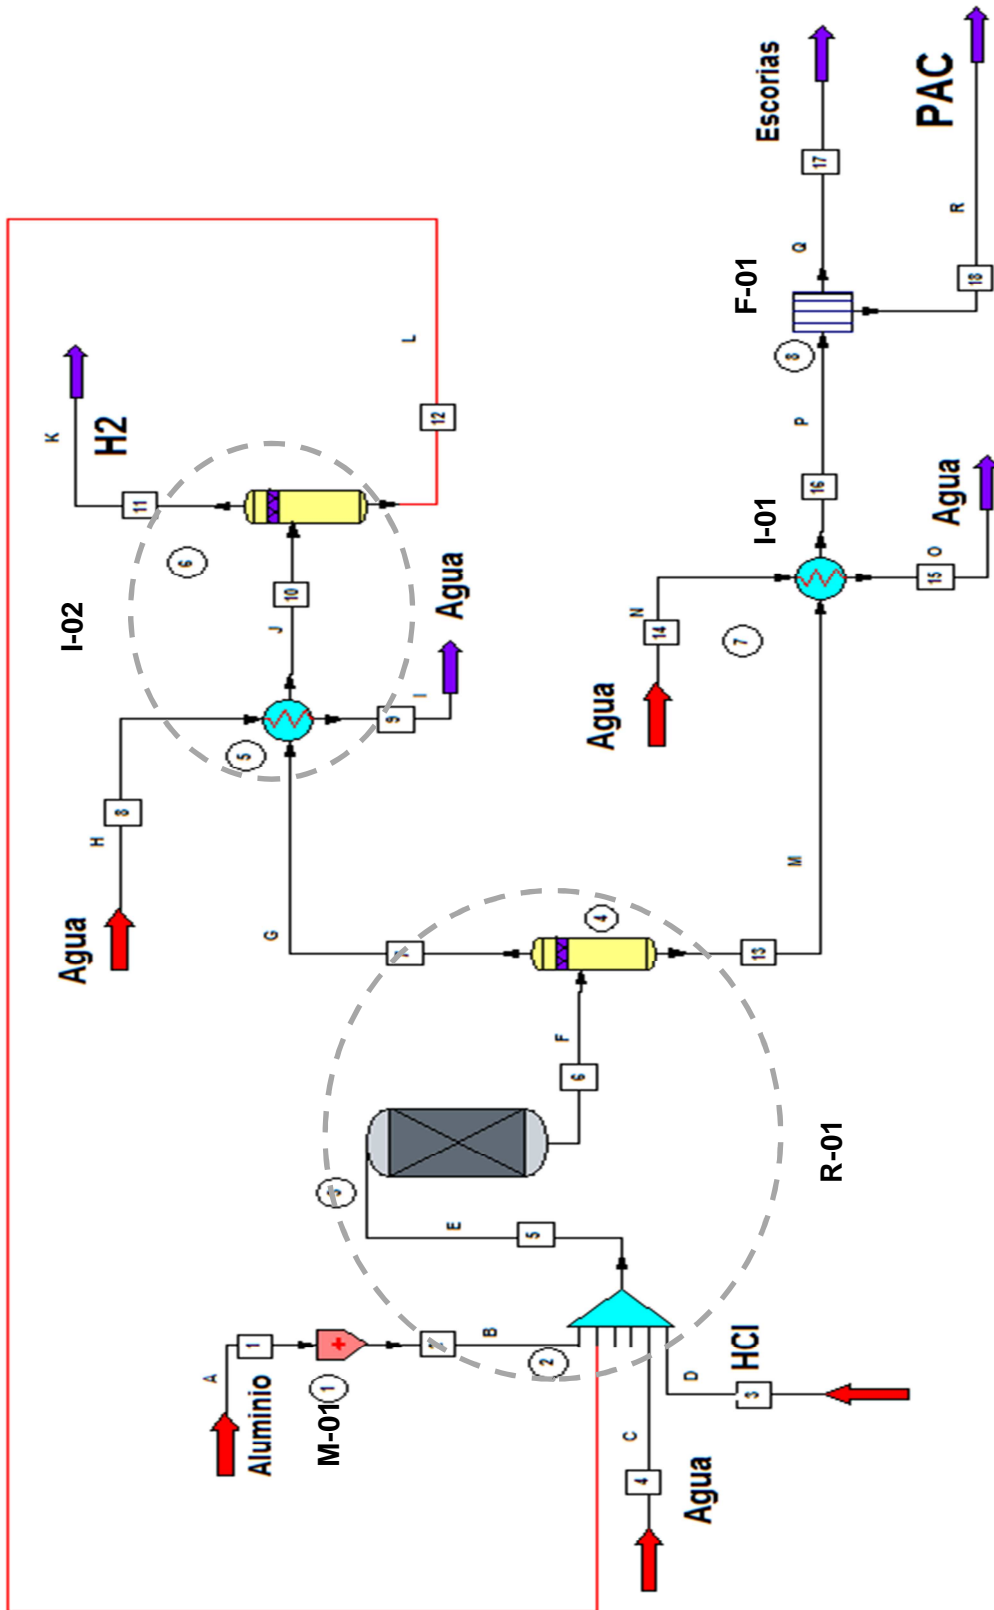 A
1
Aluminio
M-01
1
2
B
2
C
4
Agua
D
3
HCl
E
5
3
R-01
F
6
4
7
G
13
M
Agua
H
8
5
I-02
9
I
Agua
J
10
6
11
K
H2
12
L
Agua
14
N
7
I-01
15
O
Agua
16
P
8
F-01
Q
17
Escorias
18
R
PAC